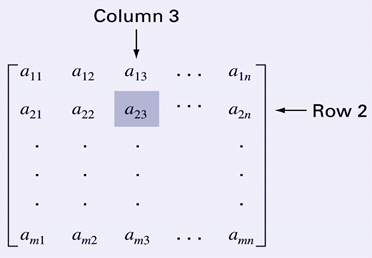 Column 3
a11 a12 a13 ... a1n
a21 a22 a23 ... a2n Row 2
. . . .
. . . .
. . . .
am1 am2 am3 ... amn